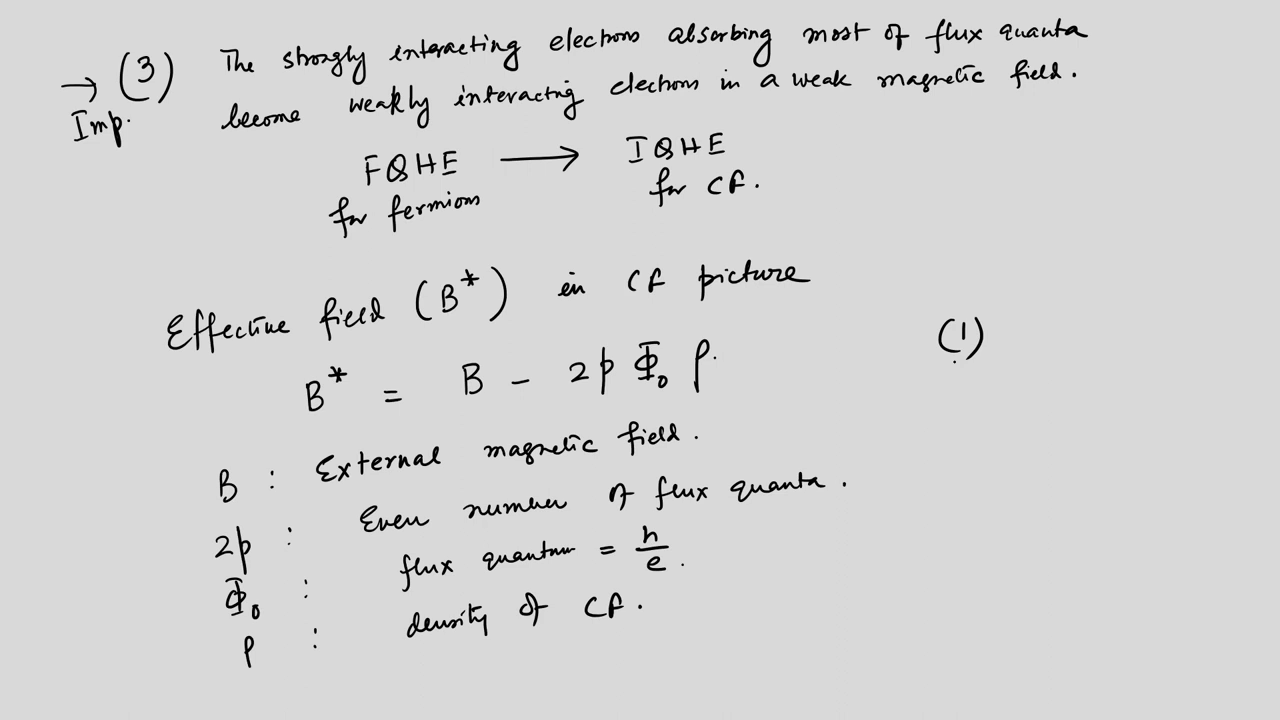 → (3) The strongly interacting electrons absorbing most of flux quanta
Imp. become weakly interacting electrons in a weak magnetic field.
FQHE ⟶ IQHE
for fermions for CF.
Effective field (B*) in CF picture
B* = B - 2p Φ₀ ρ. (1)
B : External magnetic field.
2p : Even number of flux quanta.
Φ₀ : flux quantum = h/e.
ρ : density of CF.